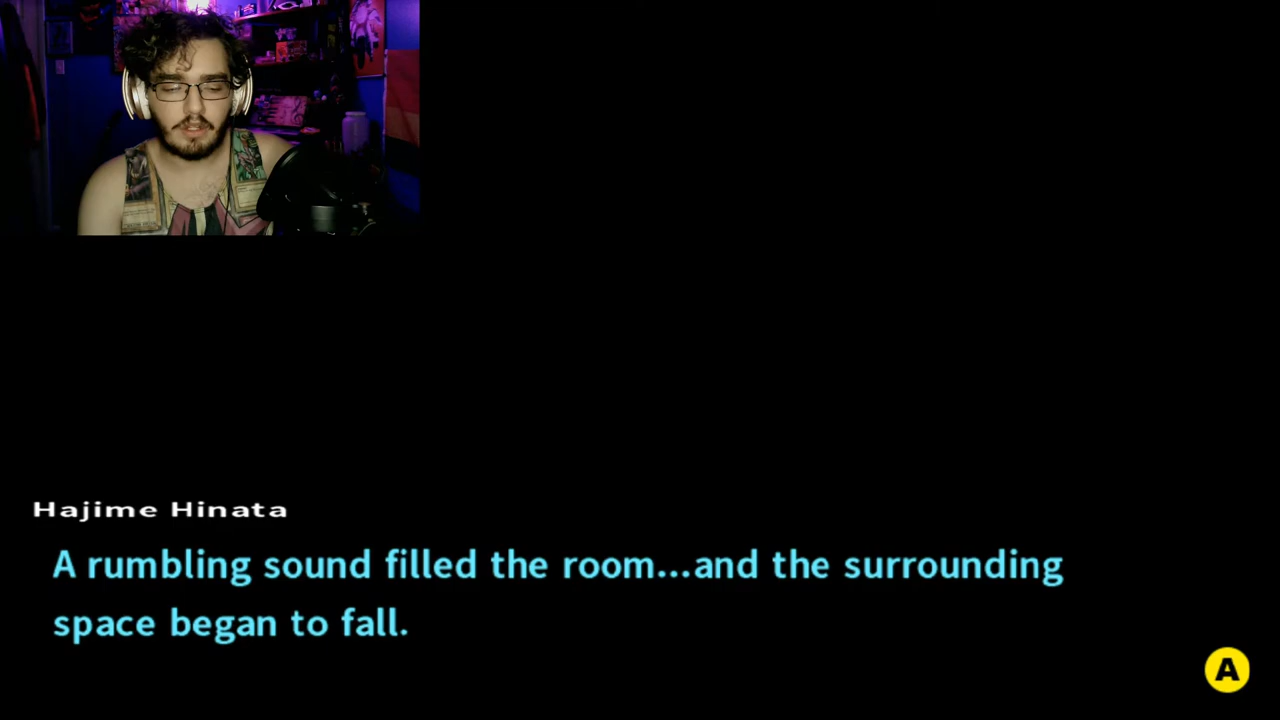 Hajime Hinata
A rumbling sound filled the room...and the surrounding
space began to fall.
A